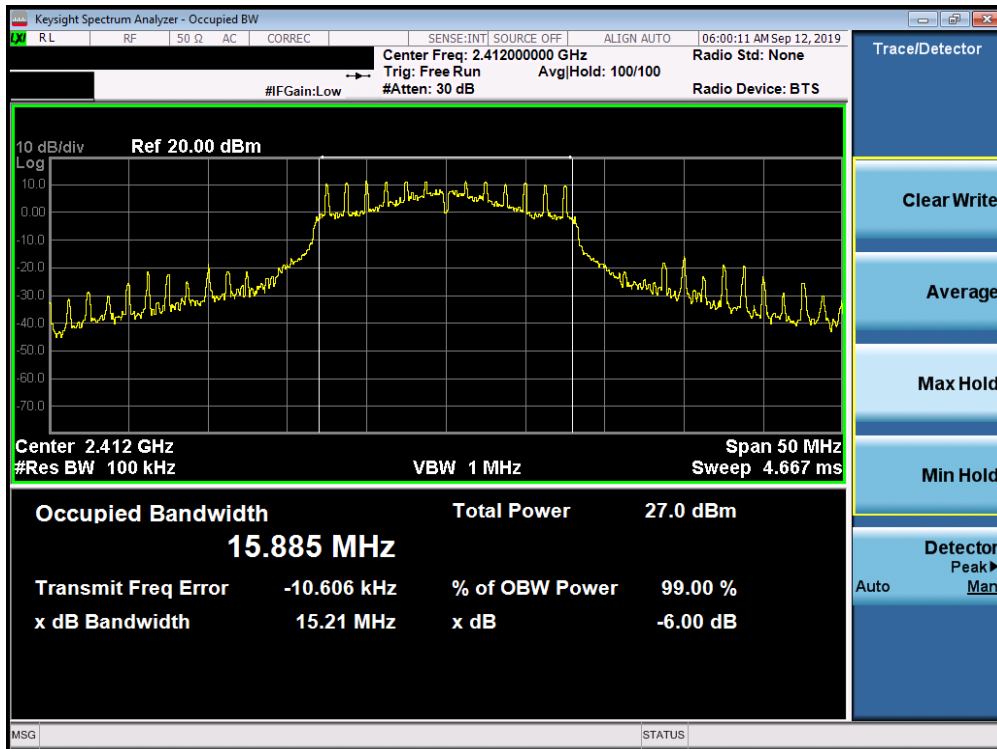 Keysight Spectrum Analyzer - Occupied BW
LXI RL RF 50 Ω AC CORREC SENSE:INT SOURCE OFF ALIGN AUTO 06:00:11 AM Sep 12, 2019
Center Freq: 2.412000000 GHz Radio Std: None
Trig: Free Run Avg|Hold: 100/100
#IFGain:Low #Atten: 30 dB Radio Device: BTS
10 dB/div Ref 20.00 dBm
Log
10.0
0.00
-10.0
-20.0
-30.0
-40.0
-50.0
-60.0
-70.0
Center 2.412 GHz Span 50 MHz
#Res BW 100 kHz VBW 1 MHz Sweep 4.667 ms
Occupied Bandwidth Total Power 27.0 dBm
15.885 MHz
Transmit Freq Error -10.606 kHz % of OBW Power 99.00 %
x dB Bandwidth 15.21 MHz x dB -6.00 dB
MSG STATUS
Trace/Detector
Clear Write
Average
Max Hold
Min Hold
Detector
Peak▶
Auto Man